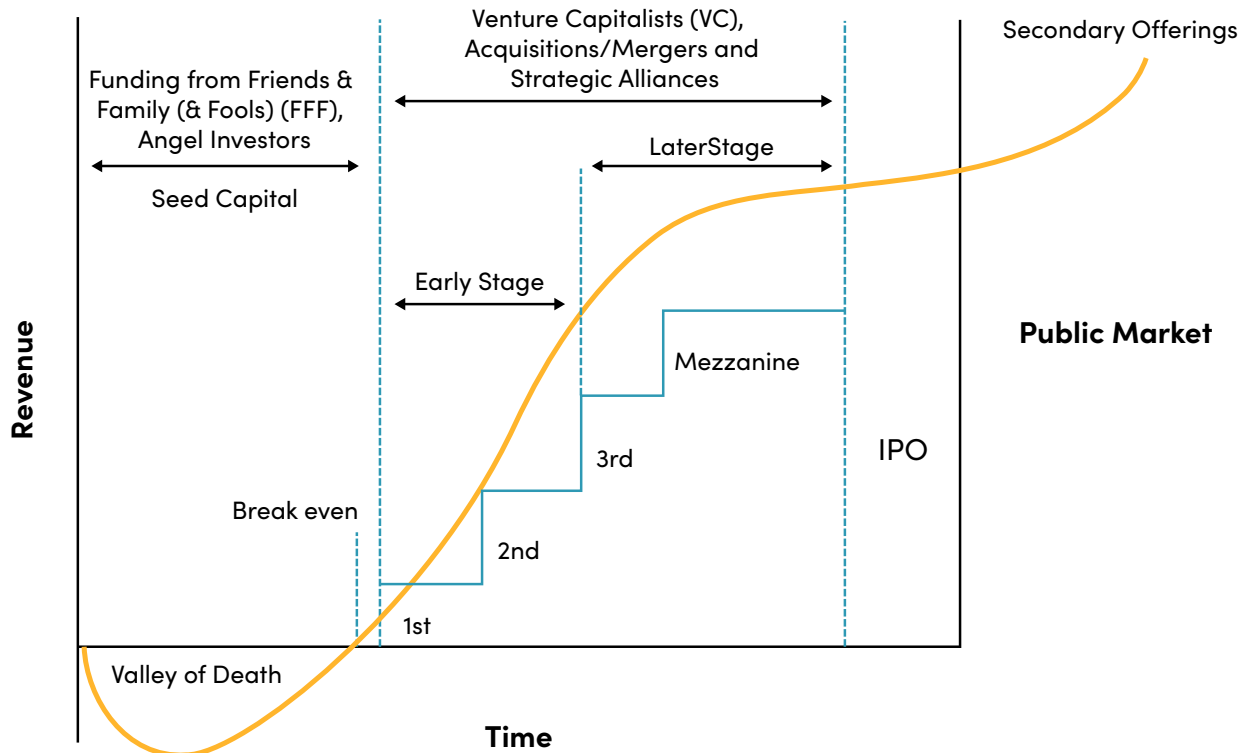 Venture Capitalists (VC),
Acquisitions/Mergers and
Strategic Alliances
Secondary Offerings
Funding from Friends &
Family (& Fools) (FFF),
Angel Investors
Seed Capital
LaterStage
Early Stage
Revenue
Public Market
Mezzanine
IPO
3rd
Break even
2nd
1st
Valley of Death
Time